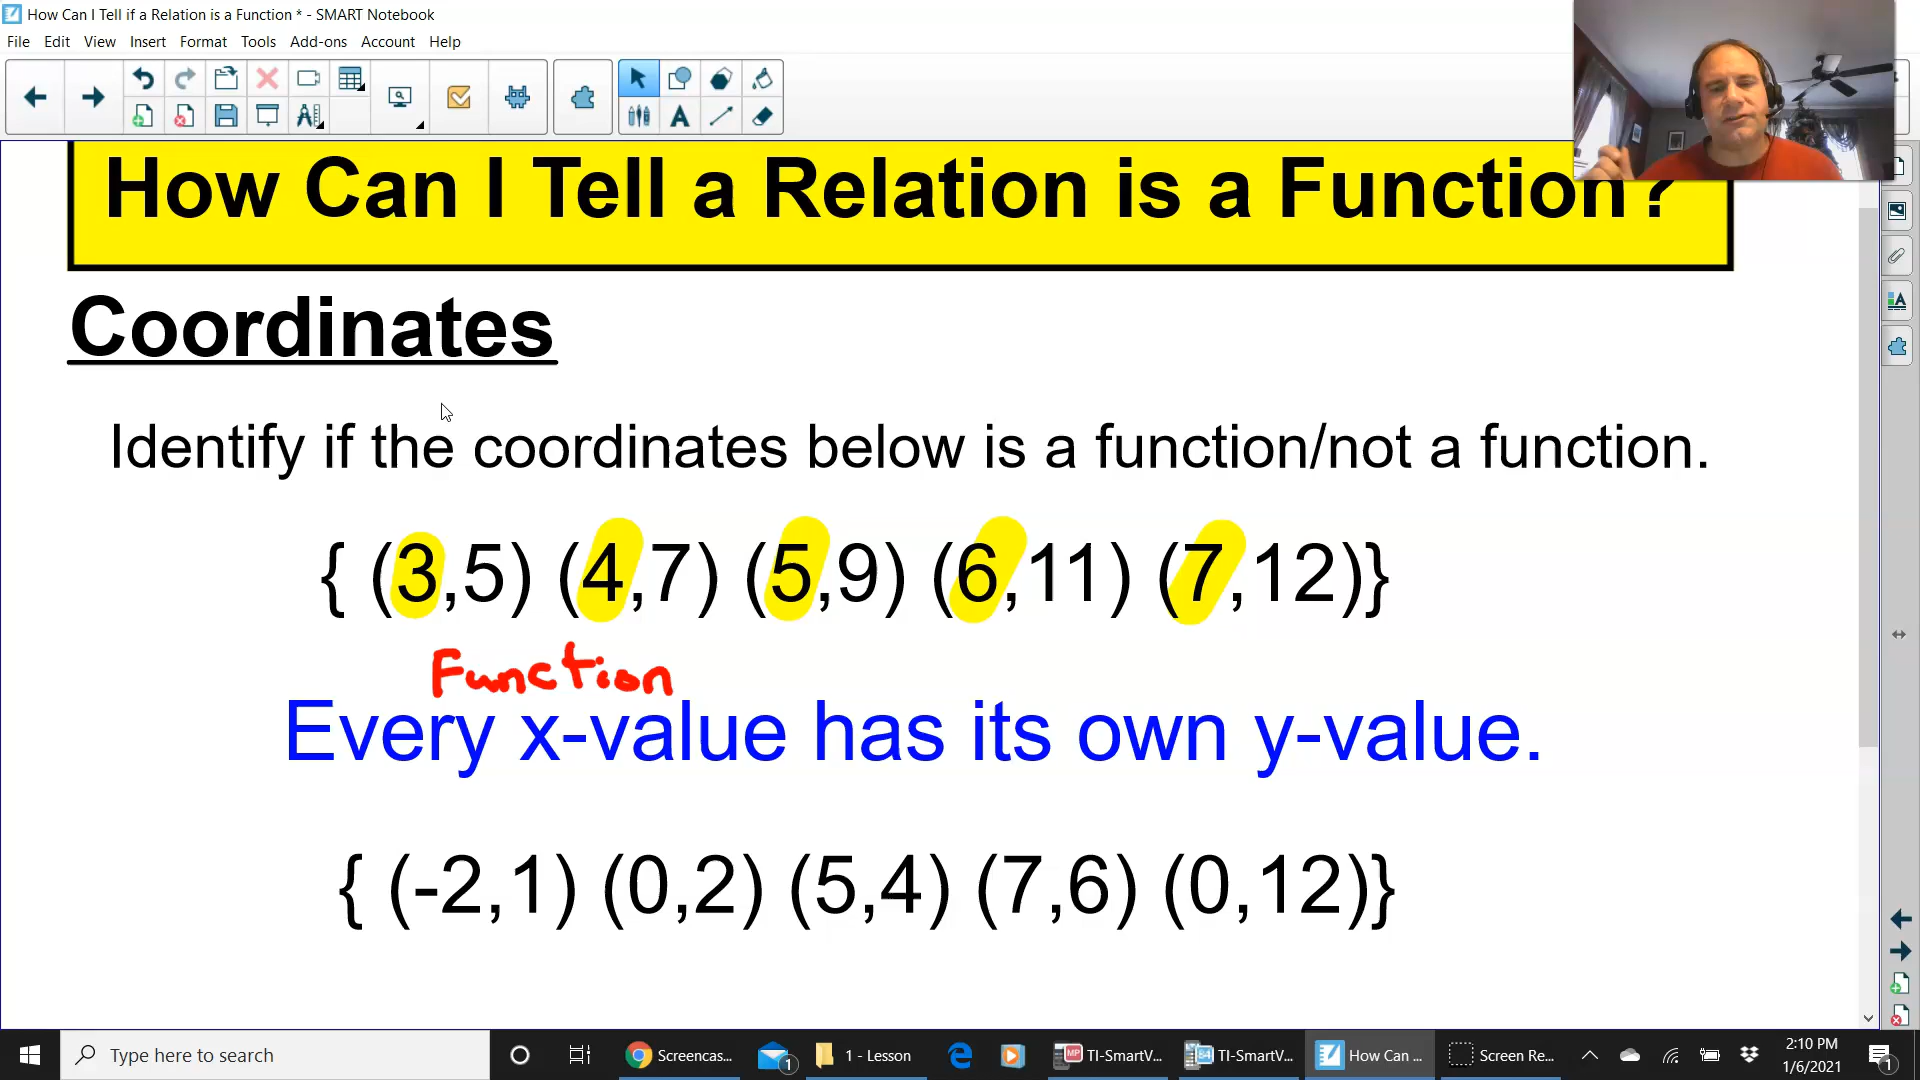 How Can I Tell if a Relation is a Function * - SMART Notebook
File Edit View Insert Format Tools Add-ons Account Help
How Can I Tell a Relation is a Function?
Coordinates
Identify if the coordinates below is a function/not a function.
{ (3,5) (4,7) (5,9) (6,11) (7,12)}
Function
Every x-value has its own y-value.
{ (-2,1) (0,2) (5,4) (7,6) (0,12)}
Type here to search
1
Screencas...
1 - Lesson
TI-SmartV...
TI-SmartV...
How Can ...
Screen Re...
2:10 PM
1/6/2021
1